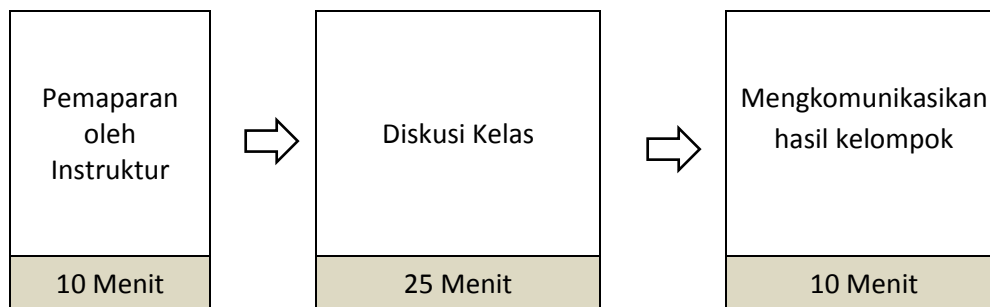 Pemaparan
oleh
Instruktur
10 Menit
Diskusi Kelas
25 Menit
Mengkomunikasikan
hasil kelompok
10 Menit